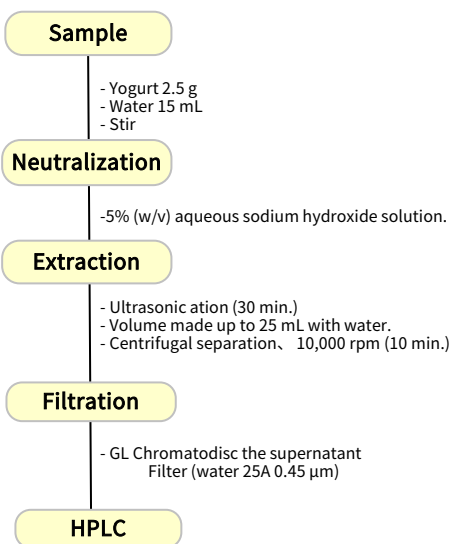 Sample
- Yogurt 2.5 g
- Water 15 mL
- Stir
Neutralization
-5% (w/v) aqueous sodium hydroxide solution.
Extraction
- Ultrasonic ation (30 min.)
- Volume made up to 25 mL with water.
- Centrifugal separation、 10,000 rpm (10 min.)
Filtration
- GL Chromatodisc the supernatant
Filter (water 25A 0.45 μm)
HPLC